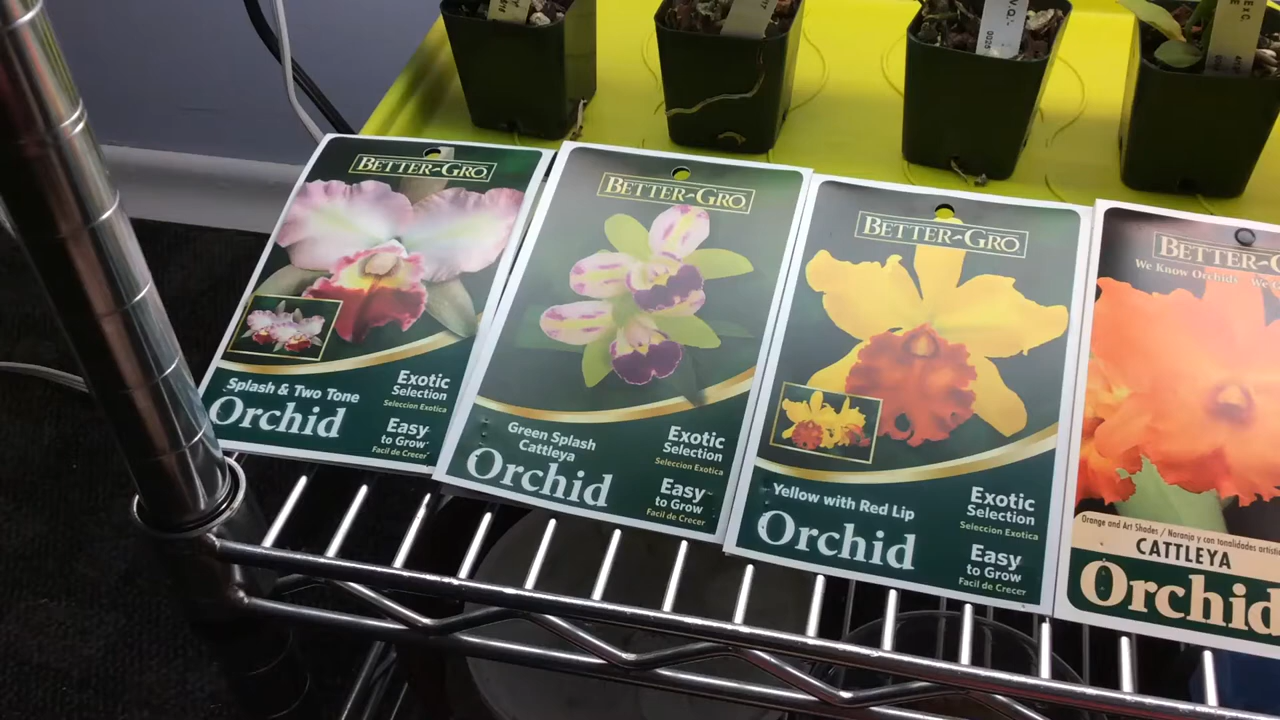 BETTER-GRO
Splash & Two Tone
Orchid
Exotic
Selection
Seleccion Exotica
Easy
to Grow
Facil de Crecer
BETTER-GRO
Green Splash
Cattleya
Orchid
Exotic
Selection
Seleccion Exotica
Easy
to Grow
Facil de Crecer
BETTER-GRO
Yellow with Red Lip
Orchid
Exotic
Selection
Seleccion Exotica
Easy
to Grow
Facil de Crecer
BETTER-G
We Know Orchids
Orange and Art Shades / Naranja y con tonalidades
CATTLEYA
Orchid